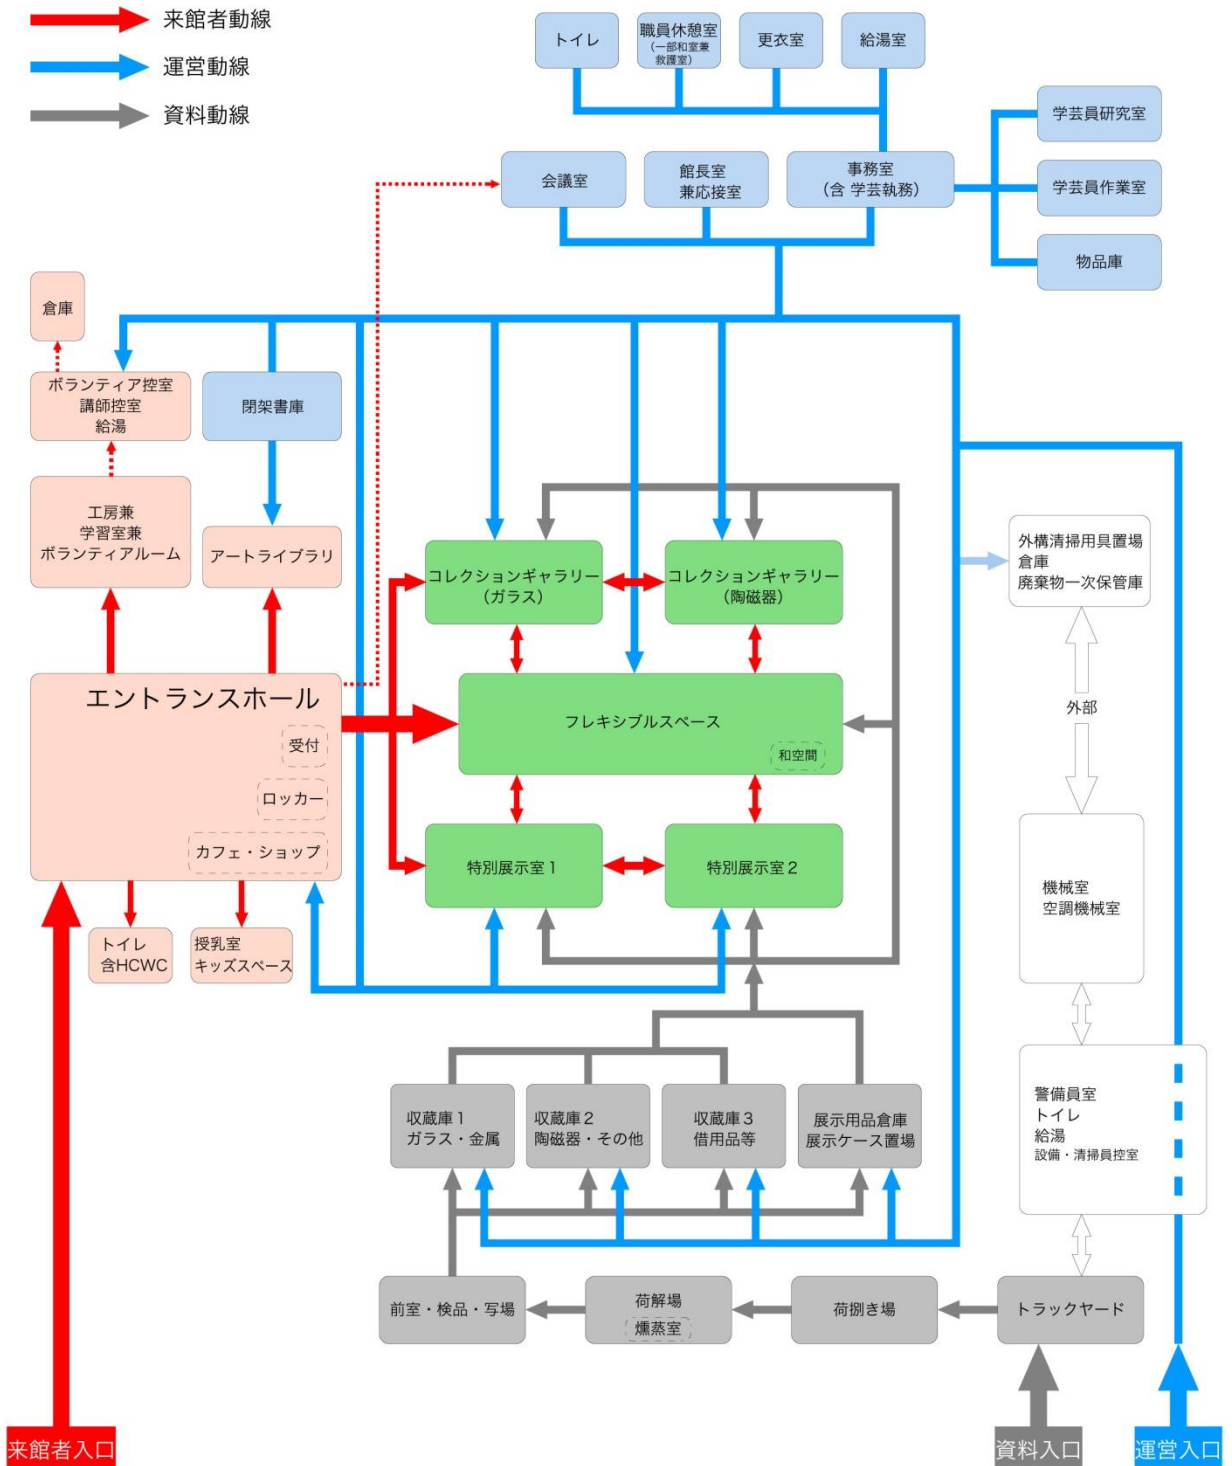 来館者動線
運営動線
資料動線
トイレ
職員休憩室
(一部和室兼
救護室)
更衣室
給湯室
学芸員研究室
学芸員作業室
物品庫
会議室
館長室
兼応接室
事務室
(含 学芸執務)
倉庫
ボランティア控室
講師控室
給湯
閉架書庫
工房兼
学習室兼
ボランティアルーム
アートライブラリ
コレクションギャラリー
(ガラス)
コレクションギャラリー
(陶磁器)
外構清掃用具置場
倉庫
廃棄物一次保管庫
エントランスホール
受付
ロッカー
カフェ・ショップ
フレキシブルスペース
和空間
外部
特別展示室1
特別展示室2
機械室
空調機械室
トイレ
含HCWC
授乳室
キッズスペース
収蔵庫1
ガラス・金属
収蔵庫2
陶磁器・その他
収蔵庫3
借用品等
展示用品倉庫
展示ケース置場
警備員室
トイレ
給湯
設備・清掃員控室
前室・検品・写場
荷解場
燻蒸室
荷捌き場
トラックヤード
来館者入口
資料入口
運営入口